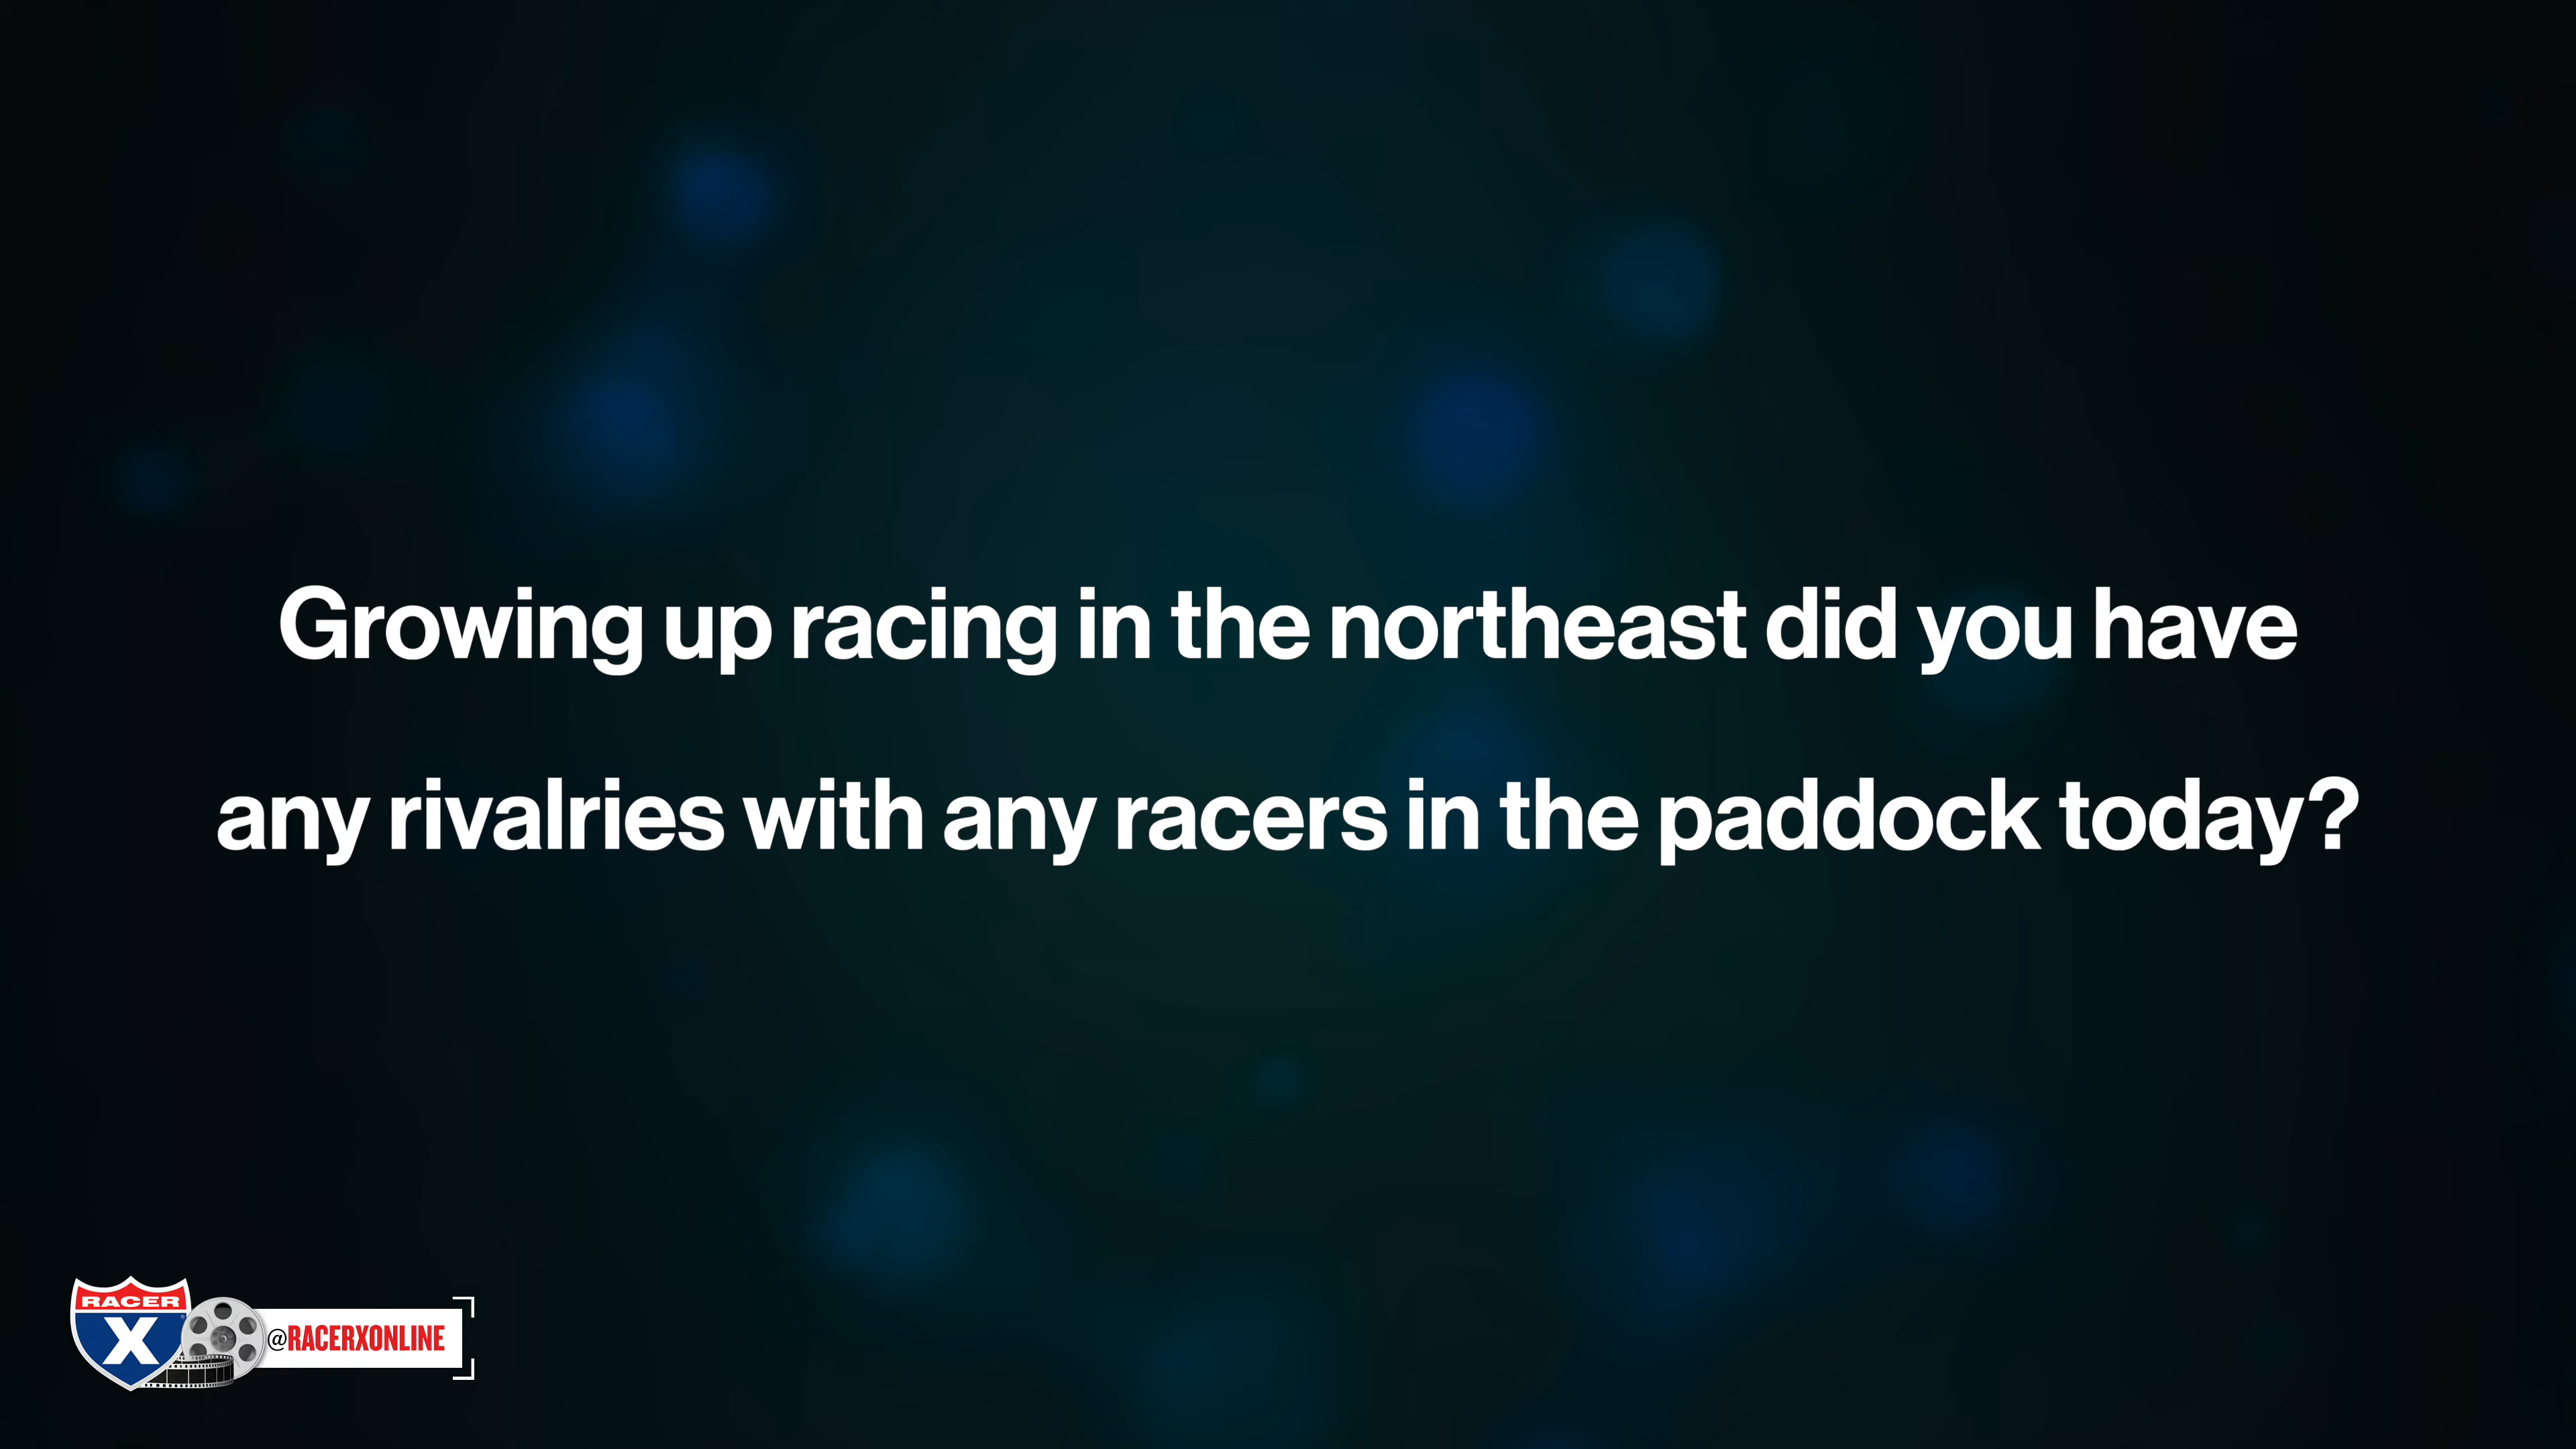 Growing up racing in the northeast did you have
any rivalries with any racers in the paddock today?
RACER
X
@RACERXONLINE